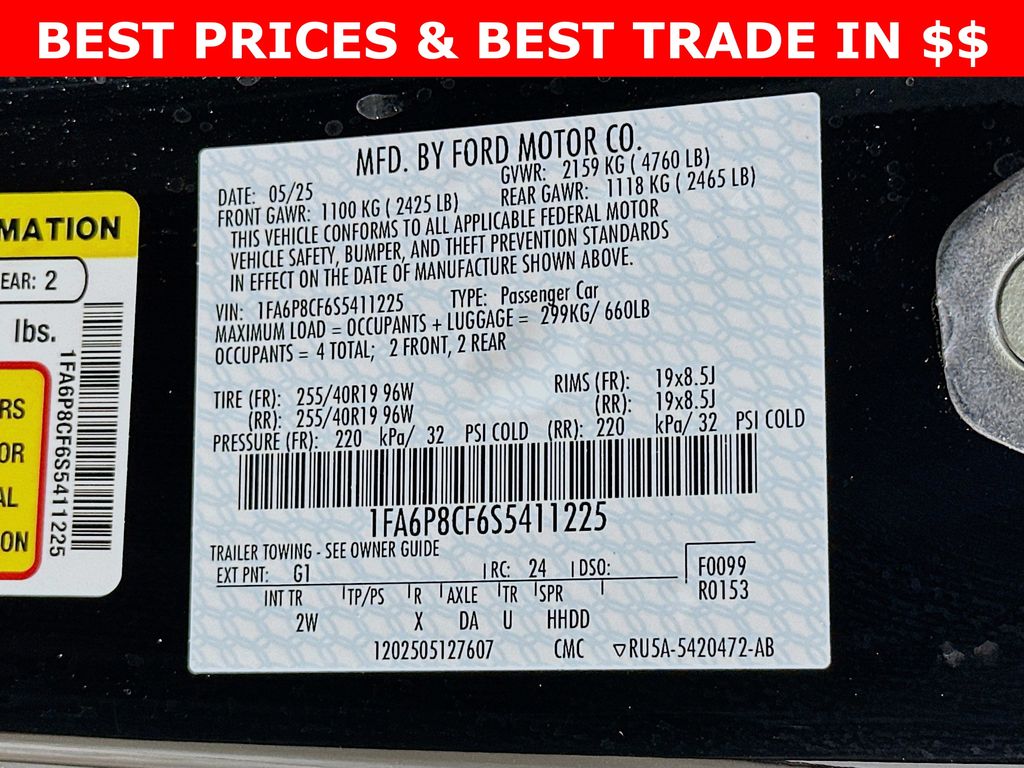 BEST PRICES & BEST TRADE IN $$
MFD. BY FORD MOTOR CO.
DATE: 05/25 GVWR: 2159 KG ( 4760 LB)
FRONT GAWR: 1100 KG ( 2425 LB) REAR GAWR: 1118 KG ( 2465 LB)
THIS VEHICLE CONFORMS TO ALL APPLICABLE FEDERAL MOTOR
VEHICLE SAFETY, BUMPER, AND THEFT PREVENTION STANDARDS
IN EFFECT ON THE DATE OF MANUFACTURE SHOWN ABOVE.
VIN: 1FA6P8CF6S5411225 TYPE: Passenger Car
MAXIMUM LOAD = OCCUPANTS + LUGGAGE = 299KG/ 660LB
OCCUPANTS = 4 TOTAL; 2 FRONT, 2 REAR
TIRE (FR): 255/40R19 96W RIMS (FR): 19x8.5J
(RR): 255/40R19 96W (RR): 19x8.5J
PRESSURE (FR): 220 kPa/ 32 PSI COLD (RR): 220 kPa/ 32 PSI COLD
1FA6P8CF6S5411225
TRAILER TOWING - SEE OWNER GUIDE
EXT PNT: G1 RC: 24 DSO: F0099
R0153
INT TR TP/PS R AXLE TR SPR
2W X DA U HHDD
1202505127607 CMC ▽RU5A-5420472-AB
MATION
EAR: 2
lbs.
RS
OR
AL
ON
1FA6P8CF6S5411225